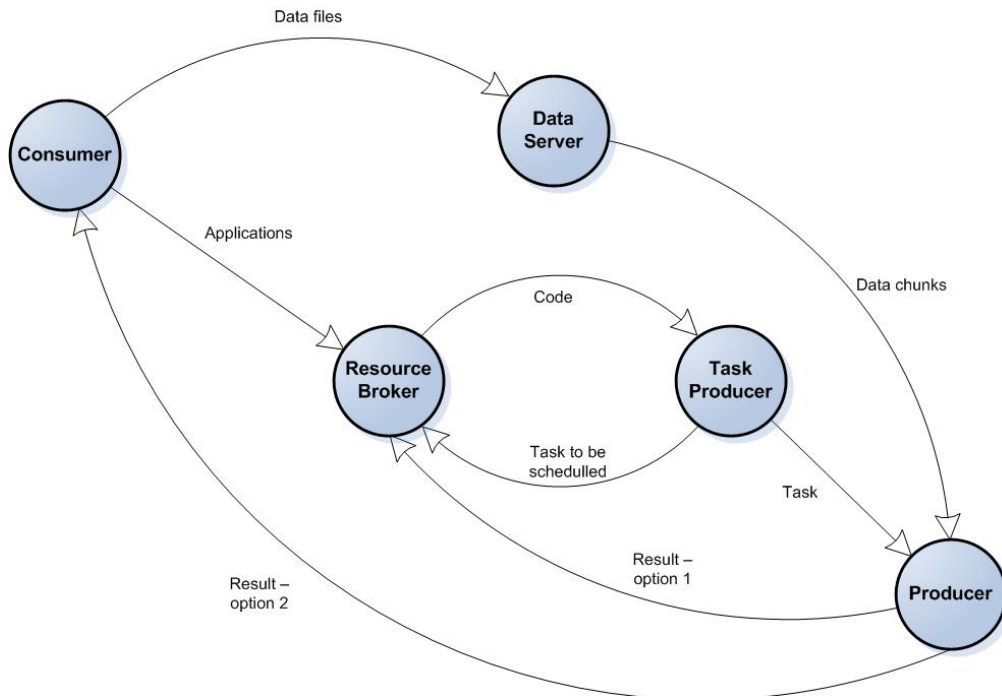 Data files
Data
Server
Consumer
Applications
Data chunks
Code
Resource
Broker
Task
Producer
Task to be
schedulled
Task
Result –
option 1
Result –
option 2
Producer